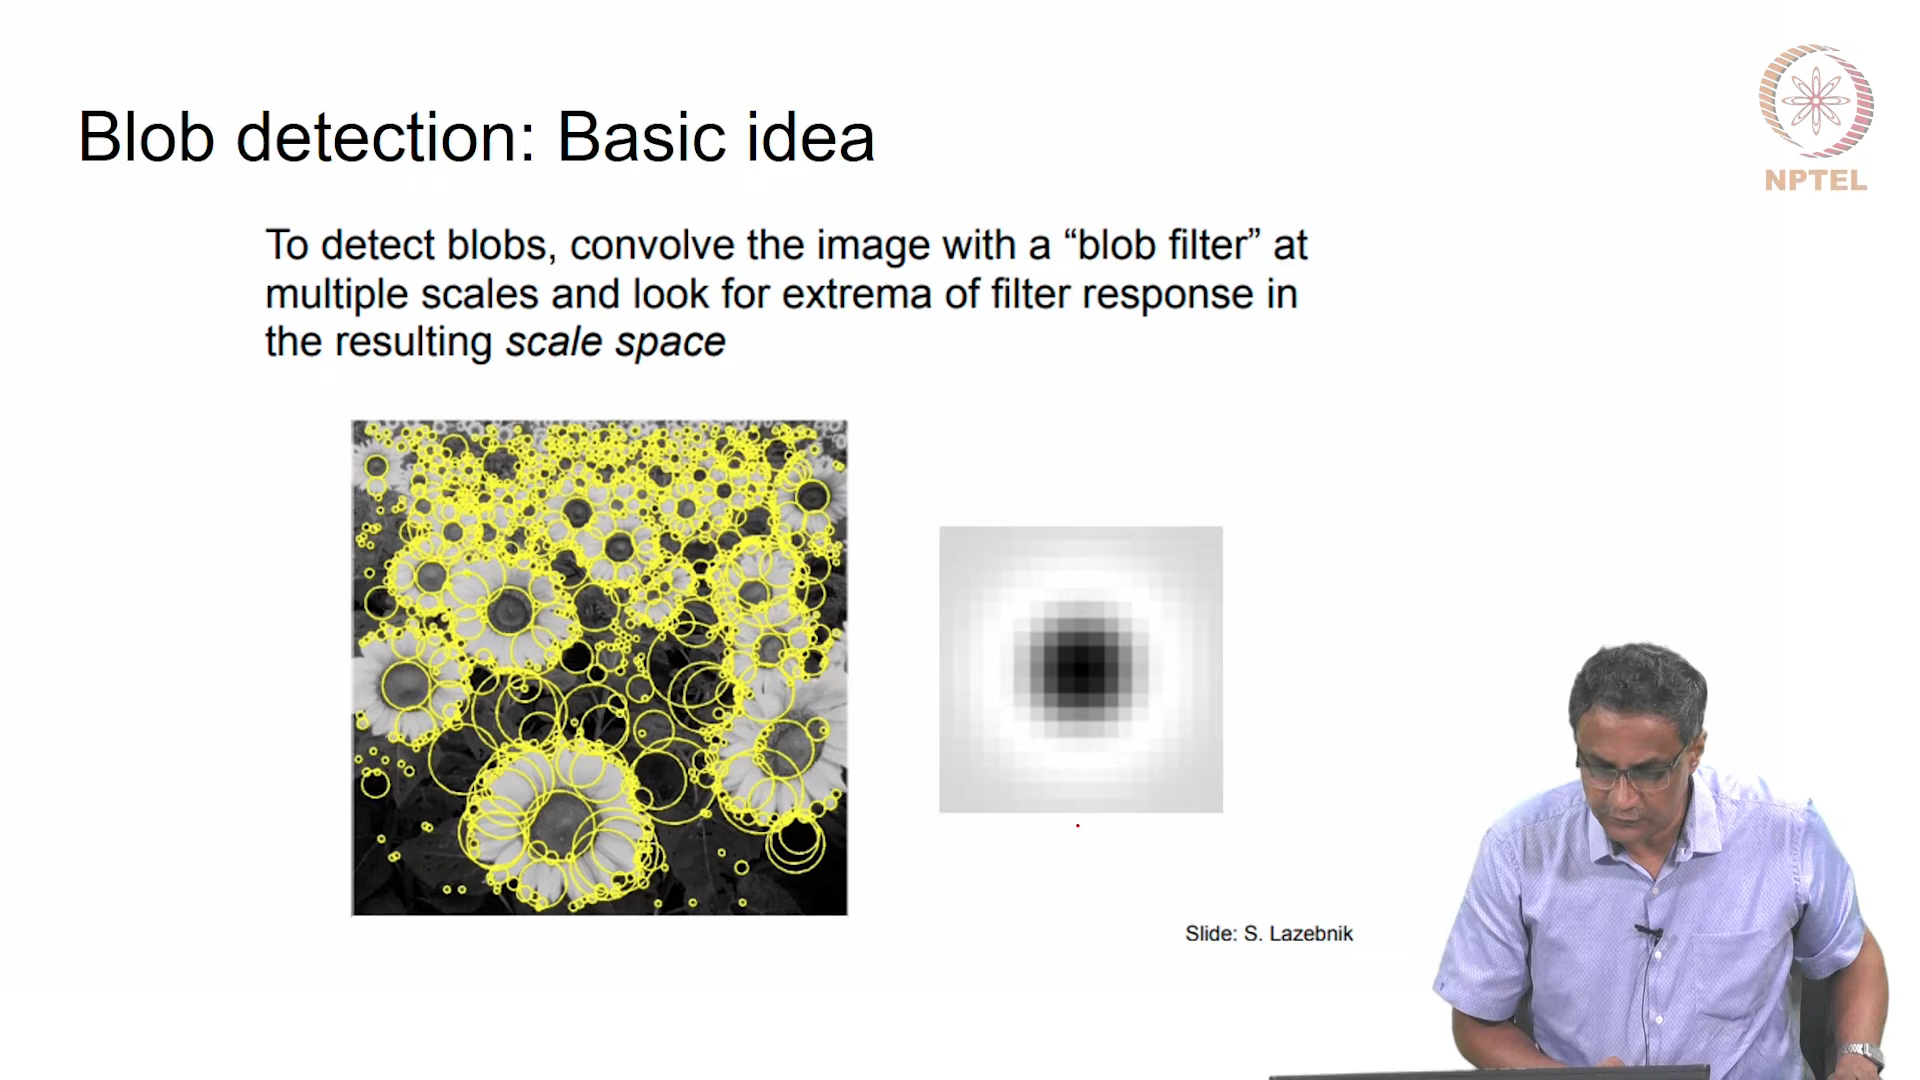 NPTEL
Blob detection: Basic idea
To detect blobs, convolve the image with a “blob filter” at
multiple scales and look for extrema of filter response in
the resulting scale space
Slide: S. Lazebnik